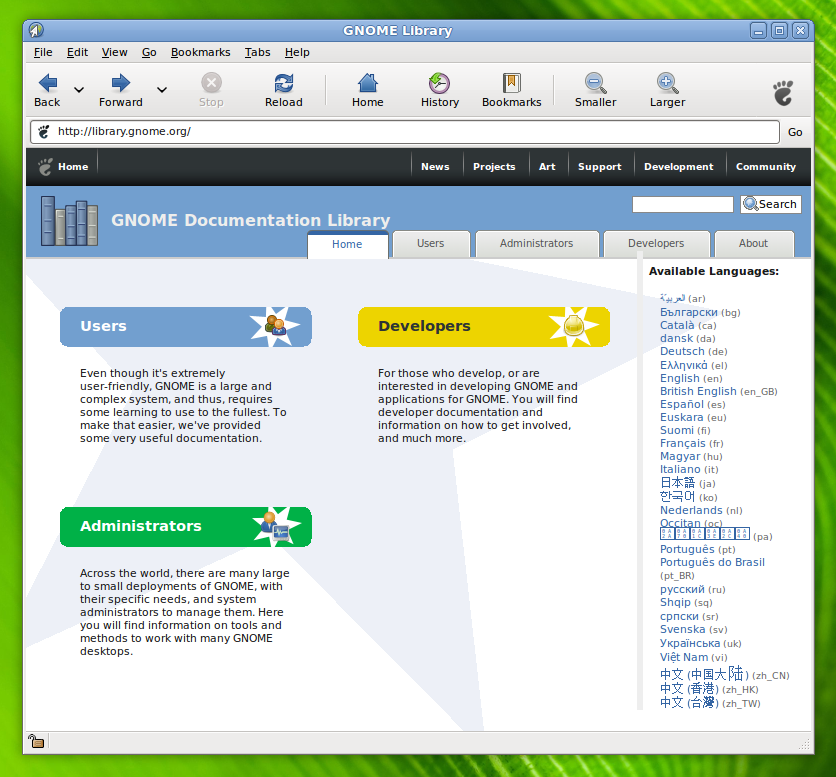 GNOME Library
File Edit View Go Bookmarks Tabs Help
Back Forward Stop Reload Home History Bookmarks Smaller Larger
http://library.gnome.org/ Go
Home News Projects Art Support Development Community
Search
GNOME Documentation Library
Home Users Administrators Developers About
Users
Even though it's extremely
user-friendly, GNOME is a large and
complex system, and thus, requires
some learning to use to the fullest. To
make that easier, we've provided
some very useful documentation.
Developers
For those who develop, or are
interested in developing GNOME and
applications for GNOME. You will find
developer documentation and
information on how to get involved,
and much more.
Administrators
Across the world, there are many large
to small deployments of GNOME, with
their specific needs, and system
administrators to manage them. Here
you will find information on tools and
methods to work with many GNOME
desktops.
Available Languages:
العربيّة (ar)
Български (bg)
Català (ca)
dansk (da)
Deutsch (de)
Ελληνικά (el)
English (en)
British English (en_GB)
Español (es)
Euskara (eu)
Suomi (fi)
Français (fr)
Magyar (hu)
Italiano (it)
日本語 (ja)
한국어 (ko)
Nederlands (nl)
Occitan (oc)
(pa)
Português (pt)
Português do Brasil
(pt_BR)
русский (ru)
Shqip (sq)
српски (sr)
Svenska (sv)
Українська (uk)
Việt Nam (vi)
中文 (中国大陆) (zh_CN)
中文 (香港) (zh_HK)
中文 (台灣) (zh_TW)